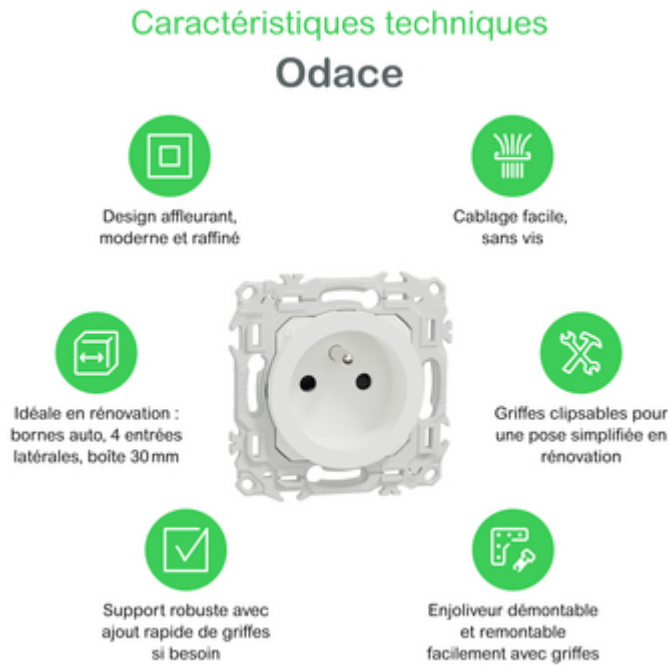 Caractéristiques techniques
Odace
Design affleurant,
moderne et raffiné
Cablage facile,
sans vis
Idéale en rénovation :
bornes auto, 4 entrées
latérales, boîte 30 mm
Griffes clipsables pour
une pose simplifiée en
rénovation
Support robuste avec
ajout rapide de griffes
si besoin
Enjoliveur démontable
et remontable
facilement avec griffes